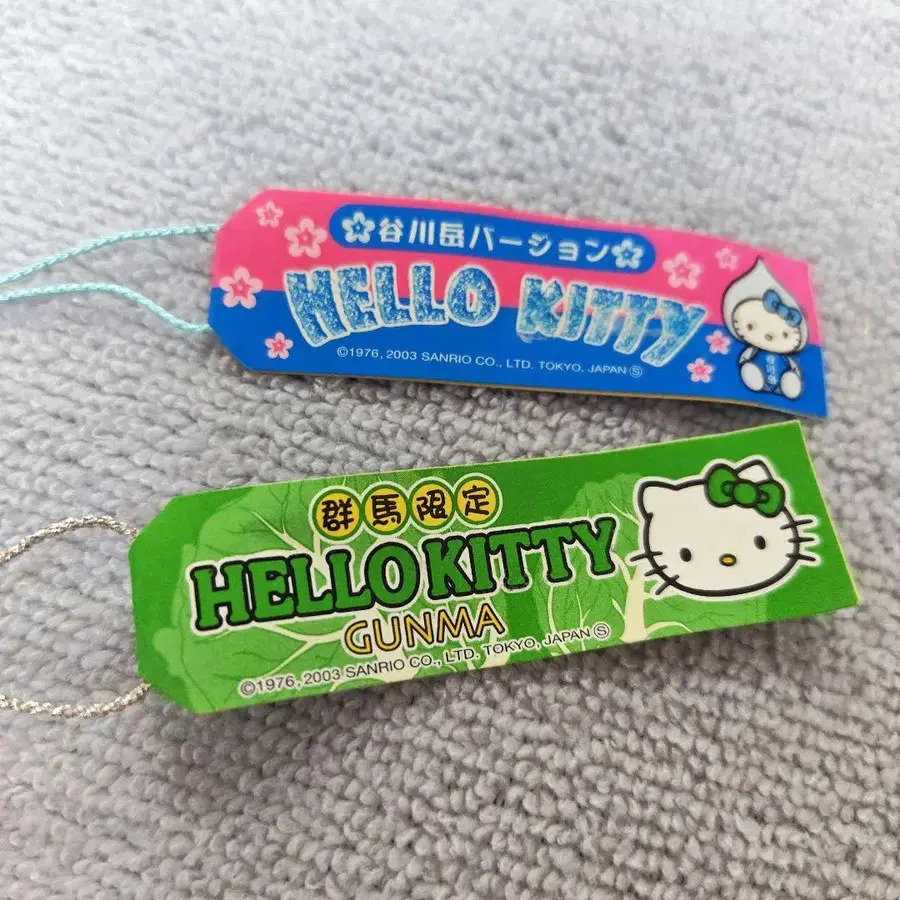 谷川岳バージョン
HELLO KITTY
©1976, 2003 SANRIO CO., LTD. TOKYO, JAPAN Ⓢ
群馬限定
HELLO KITTY
GUNMA
©1976, 2003 SANRIO CO., LTD. TOKYO, JAPAN Ⓢ